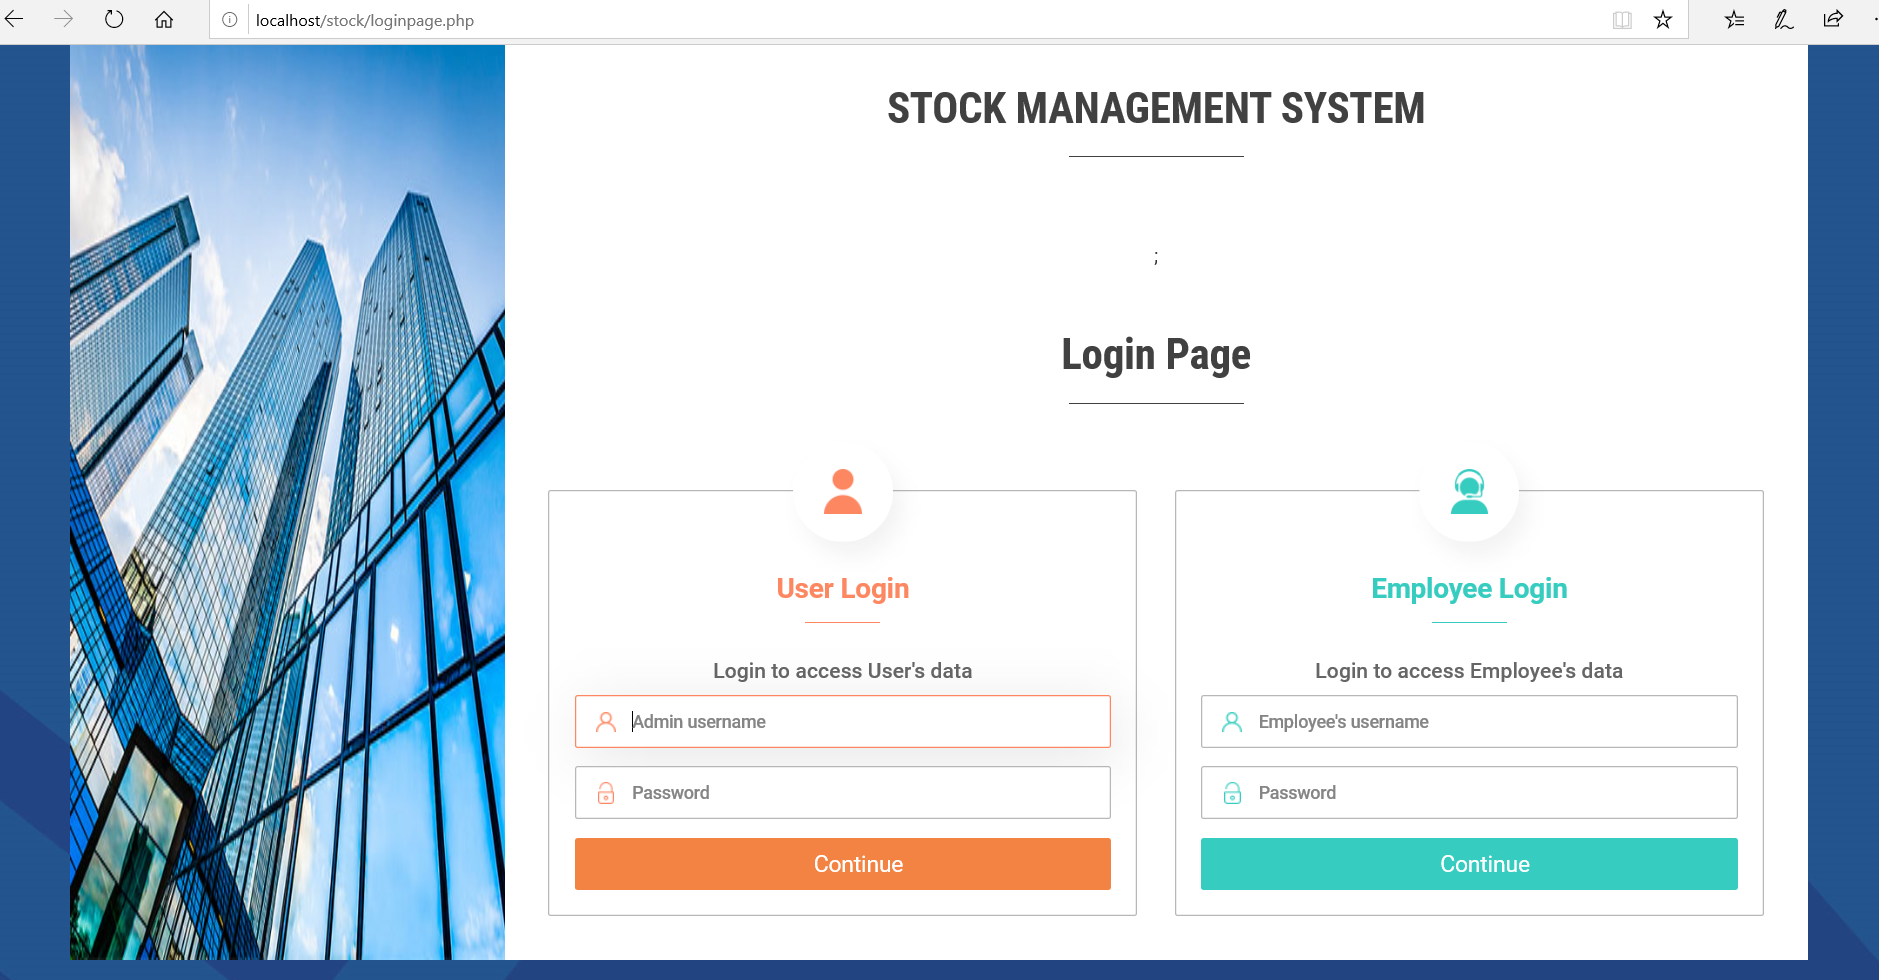 localhost/stock/loginpage.php
STOCK MANAGEMENT SYSTEM
;
Login Page
User Login
Login to access User's data
Admin username
Password
Continue
Employee Login
Login to access Employee's data
Employee's username
Password
Continue